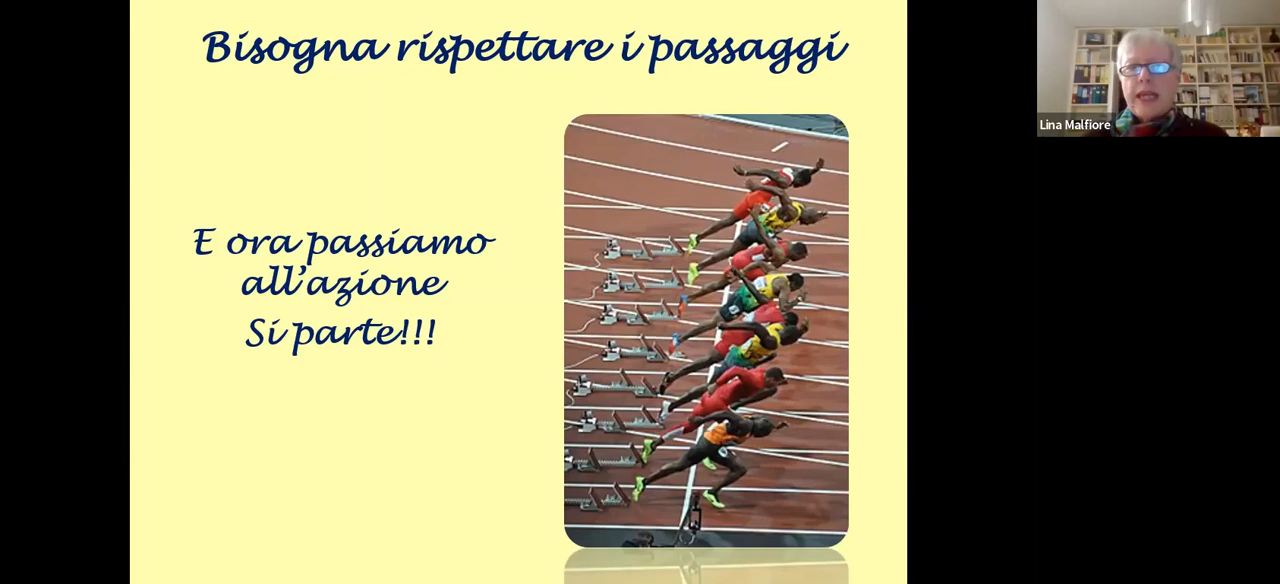 Bisogna rispettare i passaggi
E ora passiamo
all’azione
Si parte!!!
Lina Malfiore